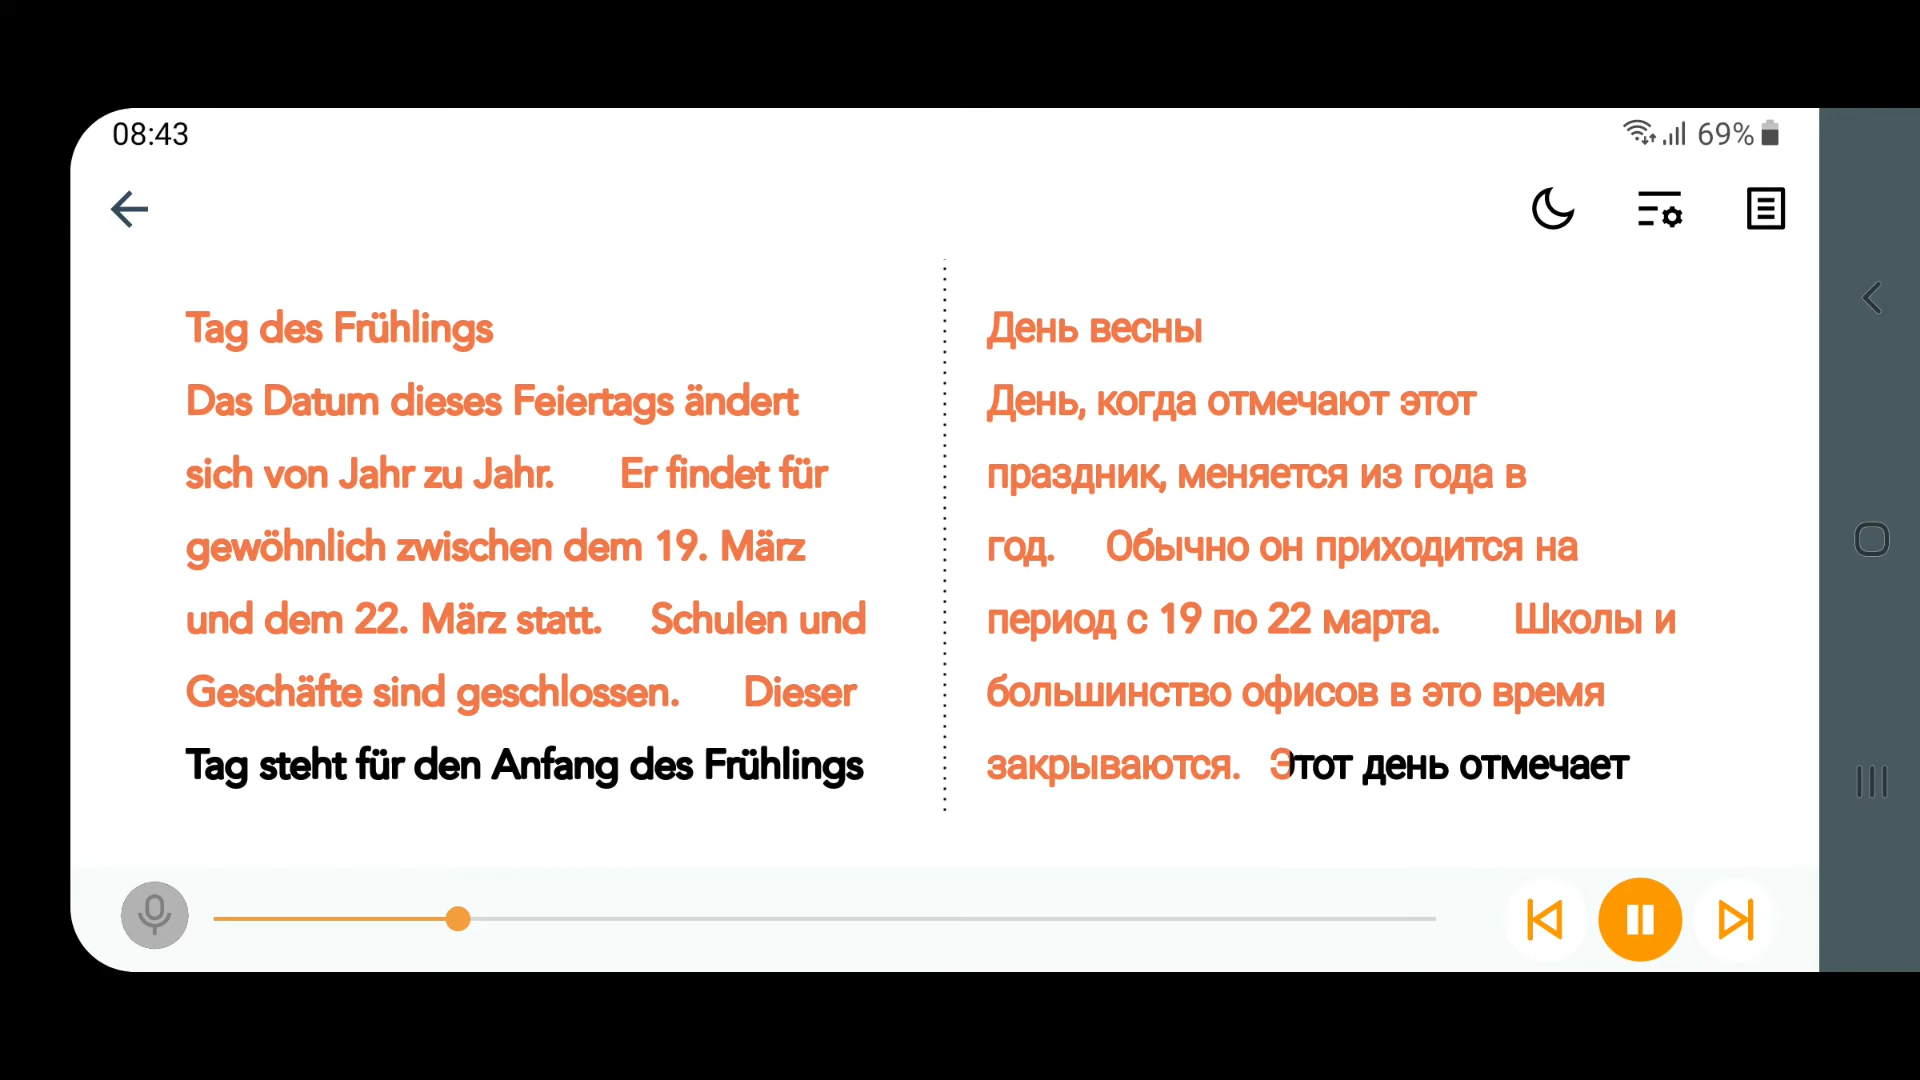 08:43
69%
Tag des Frühlings
Das Datum dieses Feiertags ändert
sich von Jahr zu Jahr. Er findet für
gewöhnlich zwischen dem 19. März
und dem 22. März statt. Schulen und
Geschäfte sind geschlossen. Dieser
Tag steht für den Anfang des Frühlings
День весны
День, когда отмечают этот
праздник, меняется из года в
год. Обычно он приходится на
период с 19 по 22 марта. Школы и
большинство офисов в это время
закрываются. Этот день отмечает